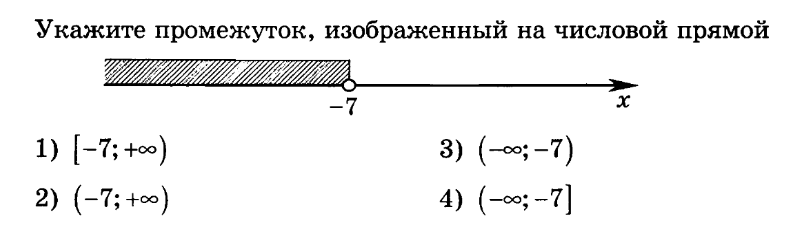 Укажите промежуток, изображенный на числовой прямой
−7
x
1) [−7; +∞)
3) (−∞; −7)
2) (−7; +∞)
4) (−∞; −7]